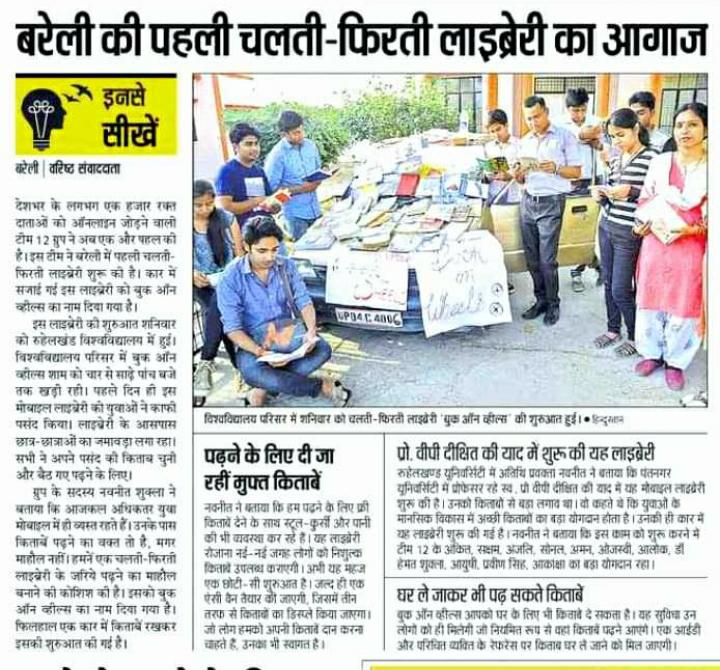 बरेली की पहली चलती-फिरती लाइब्रेरी का आगाज
इनसे
सीखें
बरेली | वरिष्ठ संवाददाता
देशभर के लगभग एक हजार रक्त
दाताओं को ऑनलाइन जोड़ने वाली
टीम 12 ग्रुप ने अब एक और पहल की
है। इस टीम ने बरेली में पहली चलती-
फिरती लाइब्रेरी शुरू की है। कार में
सजाई गई इस लाइब्रेरी को बुक ऑन
व्हील्स का नाम दिया गया है।
इस लाइब्रेरी की शुरुआत शनिवार
को रुहेलखंड विश्वविद्यालय में हुई।
विश्वविद्यालय परिसर में बुक ऑन
व्हील्स शाम को चार से साढ़े पांच बजे
तक खड़ी रही। पहले दिन ही इस
मोबाइल लाइब्रेरी को युवाओं ने काफी
पसंद किया। लाइब्रेरी के आसपास
छात्र-छात्राओं का जमावड़ा लगा रहा।
सभी ने अपने पसंद की किताब चुनी
और बैठ गए पढ़ने के लिए।
ग्रुप के सदस्य नवनीत शुक्ला ने
बताया कि आजकल अधिकतर युवा
मोबाइल में ही व्यस्त रहते हैं। उनके पास
किताबें पढ़ने का वक्त तो है, मगर
माहौल नहीं। हमनें एक चलती-फिरती
लाइब्रेरी के जरिये पढ़ने का माहौल
बनाने की कोशिश की है। इसको बुक
ऑन व्हील्स का नाम दिया गया है।
फिलहाल एक कार में किताबें रखकर
इसकी शुरुआत की गई है।
Book on
Wheels
UP04C 4006
विश्वविद्यालय परिसर में शनिवार को चलती-फिरती लाइब्रेरी 'बुक ऑन व्हील्स' की शुरुआत हुई। • हिन्दुस्तान
पढ़ने के लिए दी जा
रहीं मुफ्त किताबें
नवनीत ने बताया कि हम पढ़ने के लिए फ्री
किताबें देने के साथ स्टूल-कुर्सी और पानी
की भी व्यवस्था कर रहे हैं। यह लाइब्रेरी
रोजाना नई-नई जगह लोगों को निशुल्क
किताबें उपलब्ध कराएगी। अभी यह महज
एक छोटी-सी शुरुआत है। जल्द ही एक
ऐसी वैन तैयार की जाएगी, जिसमें तीन
तरफ से किताबों का डिस्प्ले किया जाएगा।
जो लोग हमको अपनी किताबें दान करना
चाहते हैं, उनका भी स्वागत है।
प्रो. वीपी दीक्षित की याद में शुरू की यह लाइब्रेरी
रुहेलखण्ड यूनिवर्सिटी में अतिथि प्रवक्ता नवनीत ने बताया कि पंतनगर
यूनिवर्सिटी में प्रोफेसर रहे स्व. प्रो वीपी दीक्षित की याद में यह मोबाइल लाइब्रेरी
शुरू की है। उनको किताबों से बड़ा लगाव था। वो कहते थे कि युवाओं के
मानसिक विकास में अच्छी किताबों का बड़ा योगदान होता है। उनकी ही कार में
यह लाइब्रेरी शुरू की गई है। नवनीत ने बताया कि इस काम को शुरू करने में
टीम 12 के अंकित, सक्षम, अंजलि, सोनल, अमन, ओजस्वी, आलोक, डॉ
हेमंत शुक्ला, आयुषी, प्रवीण सिंह, आकांक्षा का बड़ा योगदान रहा।
घर ले जाकर भी पढ़ सकते किताबें
बुक ऑन व्हील्स आपको घर के लिए भी किताबें दे सकता है। यह सुविधा उन
लोगों को ही मिलेगी जो नियमित रूप से वहां किताबें पढ़ने आएंगे। एक आईडी
और परिचित व्यक्ति के रेफरेंस पर किताब घर ले जाने को मिल जाएगी।